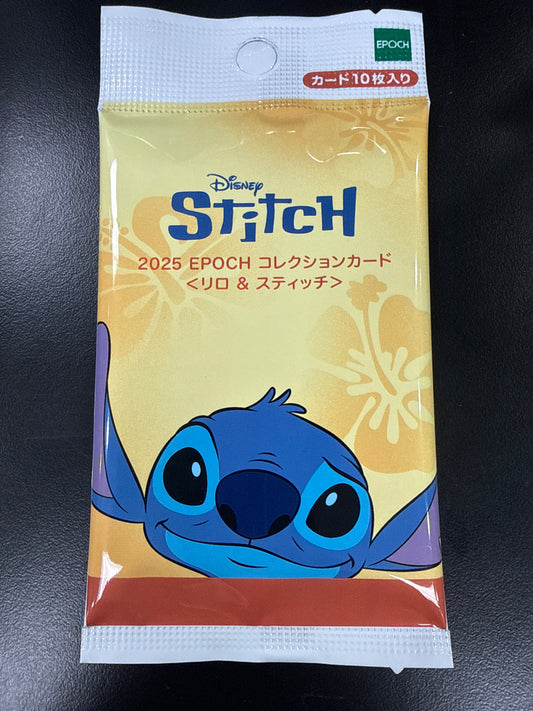 EPOCH
カード10枚入り
Disney
Stitch
2025 EPOCH コレクションカード
<リロ & スティッチ>